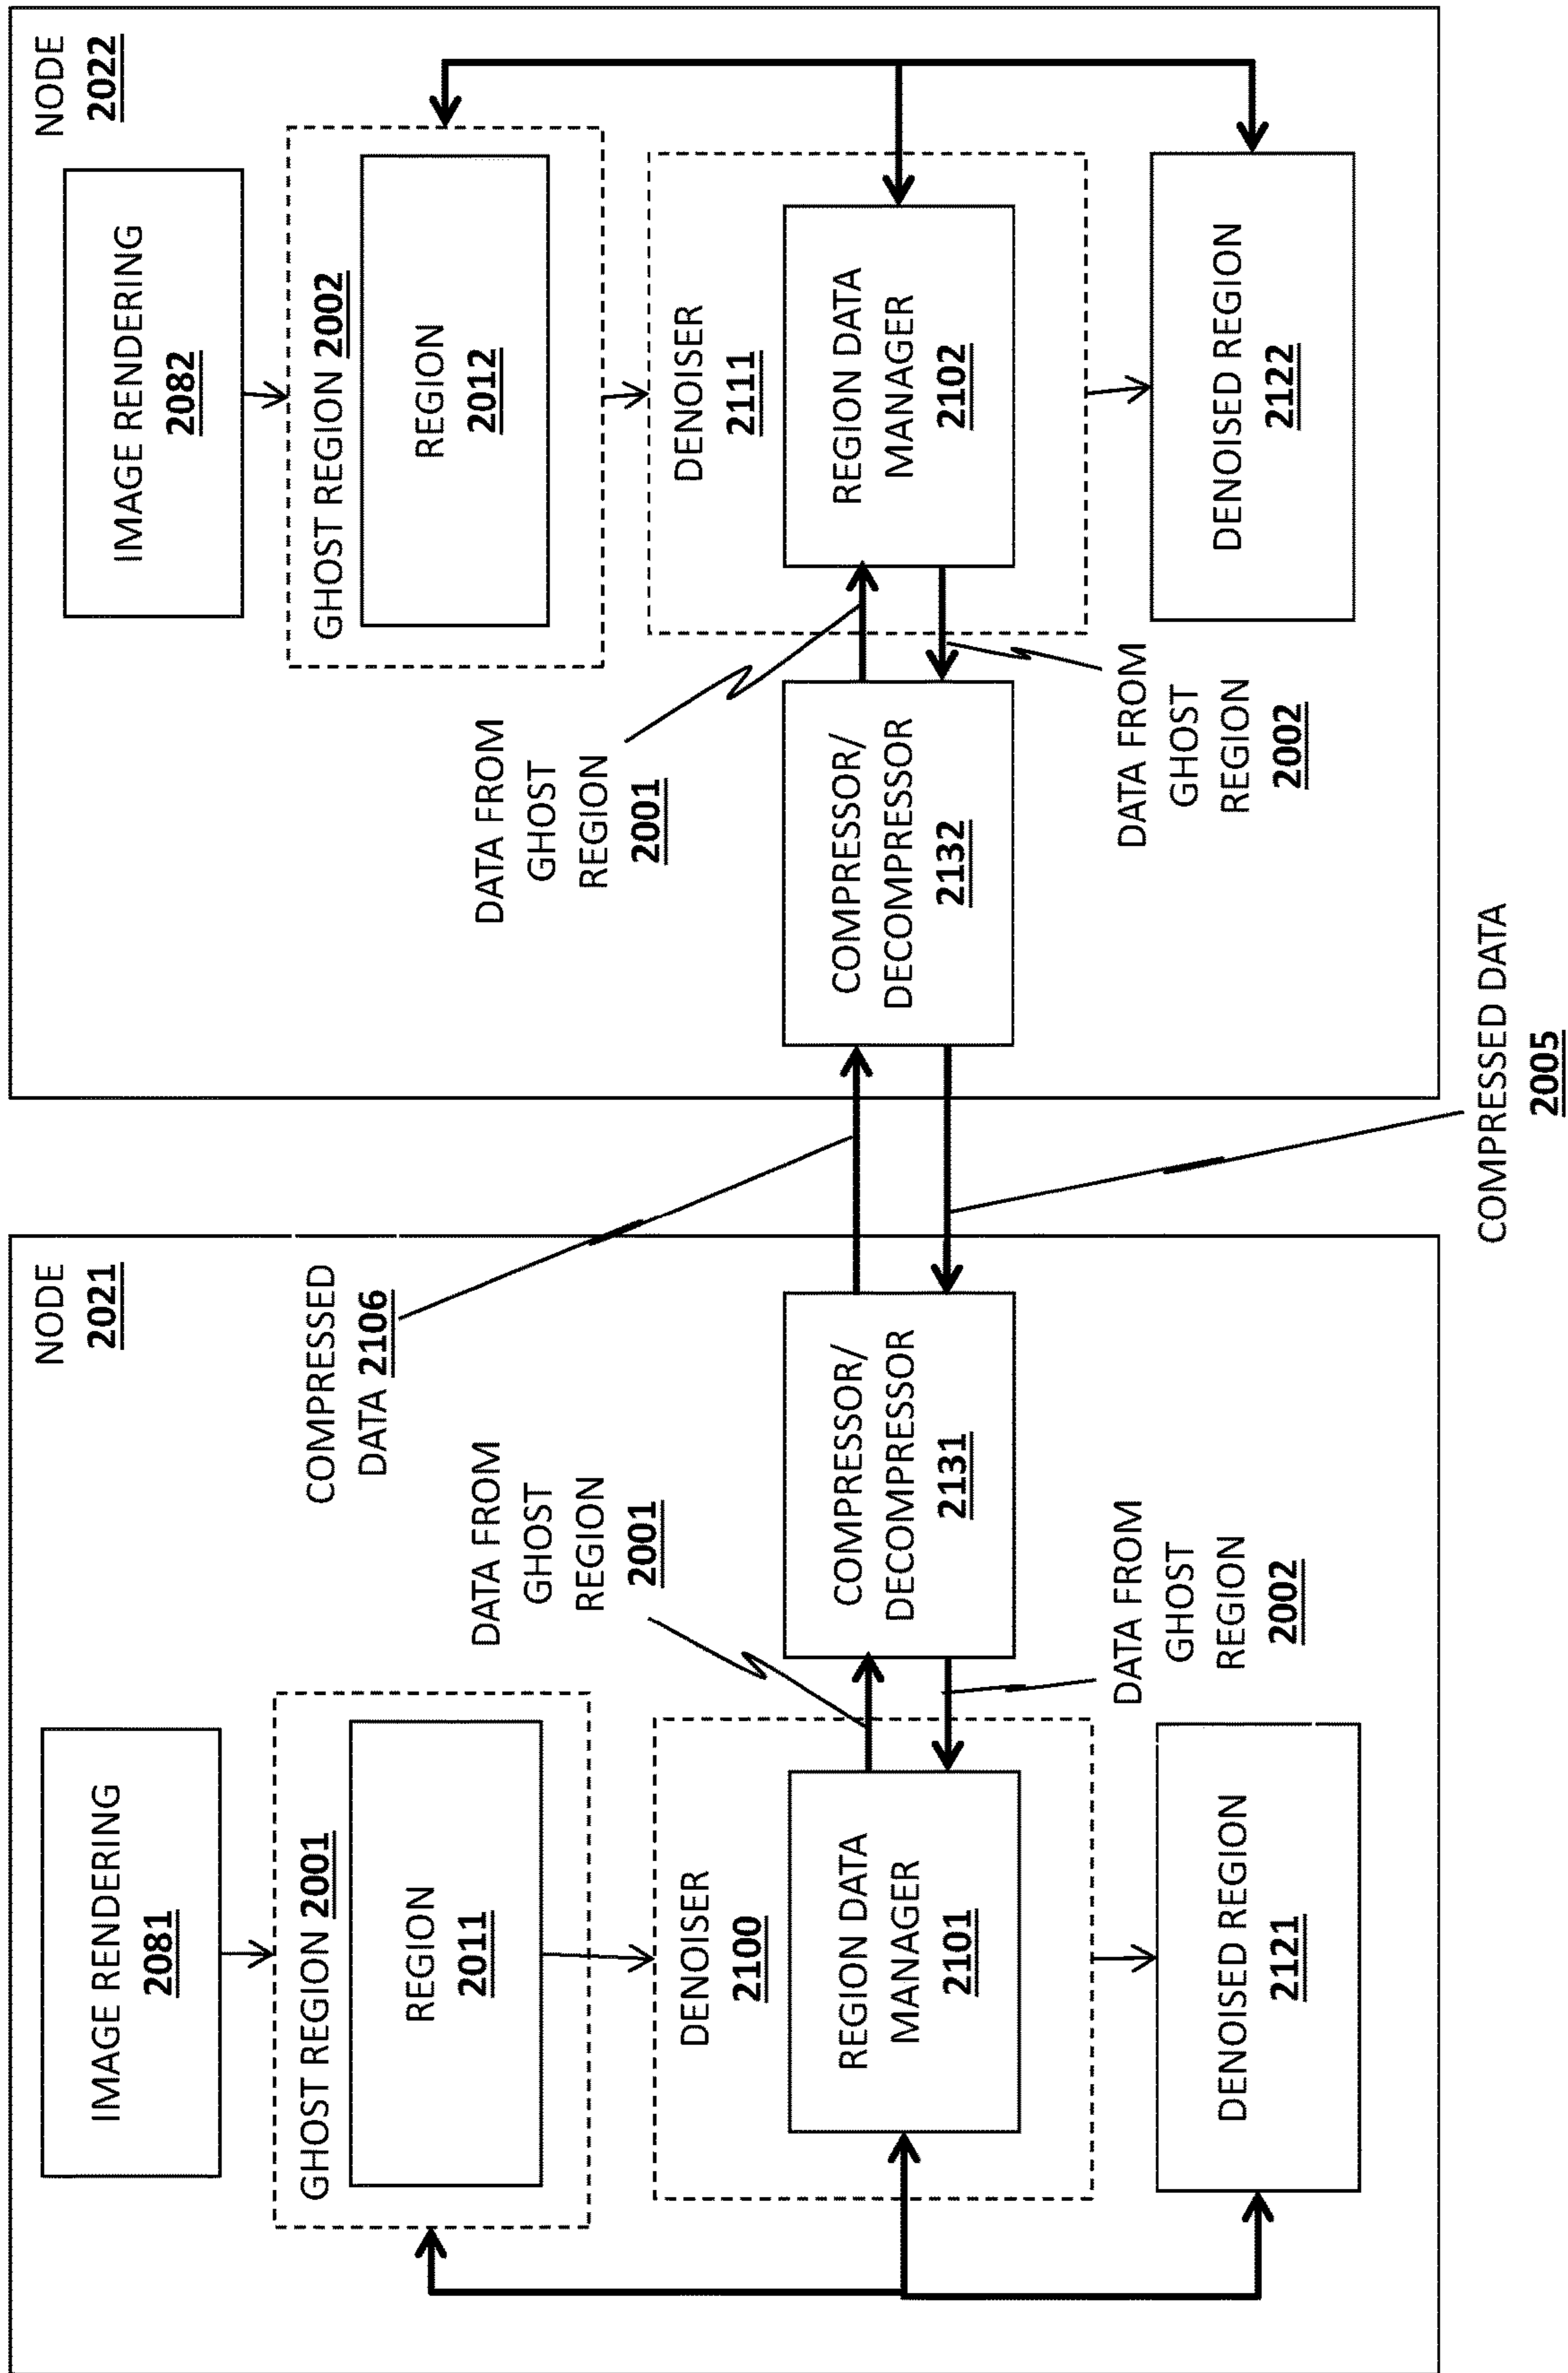 NODE
2021
IMAGE RENDERING
2081
GHOST REGION 2001
REGION
2011
DENOISER
2100
REGION DATA
MANAGER
2101
DENOISED REGION
2121
DATA FROM
GHOST
REGION
2001
COMPRESSOR/
DECOMPRESSOR
2131
DATA FROM
GHOST
REGION
2002
COMPRESSED
DATA 2106
COMPRESSED DATA
2005
NODE
2022
IMAGE RENDERING
2082
GHOST REGION 2002
REGION
2012
DENOISER
2111
REGION DATA
MANAGER
2102
DENOISED REGION
2122
DATA FROM
GHOST
REGION
2001
COMPRESSOR/
DECOMPRESSOR
2132
DATA FROM
GHOST
REGION
2002